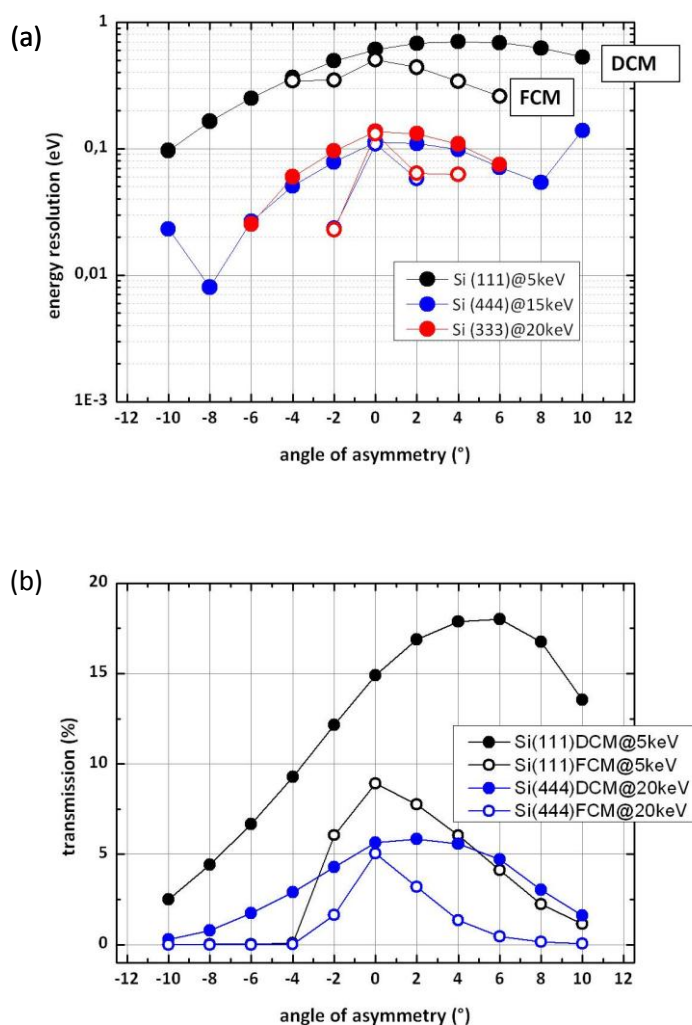 (a)
1
0,1
0,01
1E-3
energy resolution (eV)
DCM
FCM
Si (111)@5keV
Si (444)@15keV
Si (333)@20keV
-12 -10 -8 -6 -4 -2 0 2 4 6 8 10 12
angle of asymmetry (°)
(b)
20
15
10
5
0
transmission (%)
Si(111)DCM@5keV
Si(111)FCM@5keV
Si(444)DCM@20keV
Si(444)FCM@20keV
-12 -10 -8 -6 -4 -2 0 2 4 6 8 10 12
angle of asymmetry (°)